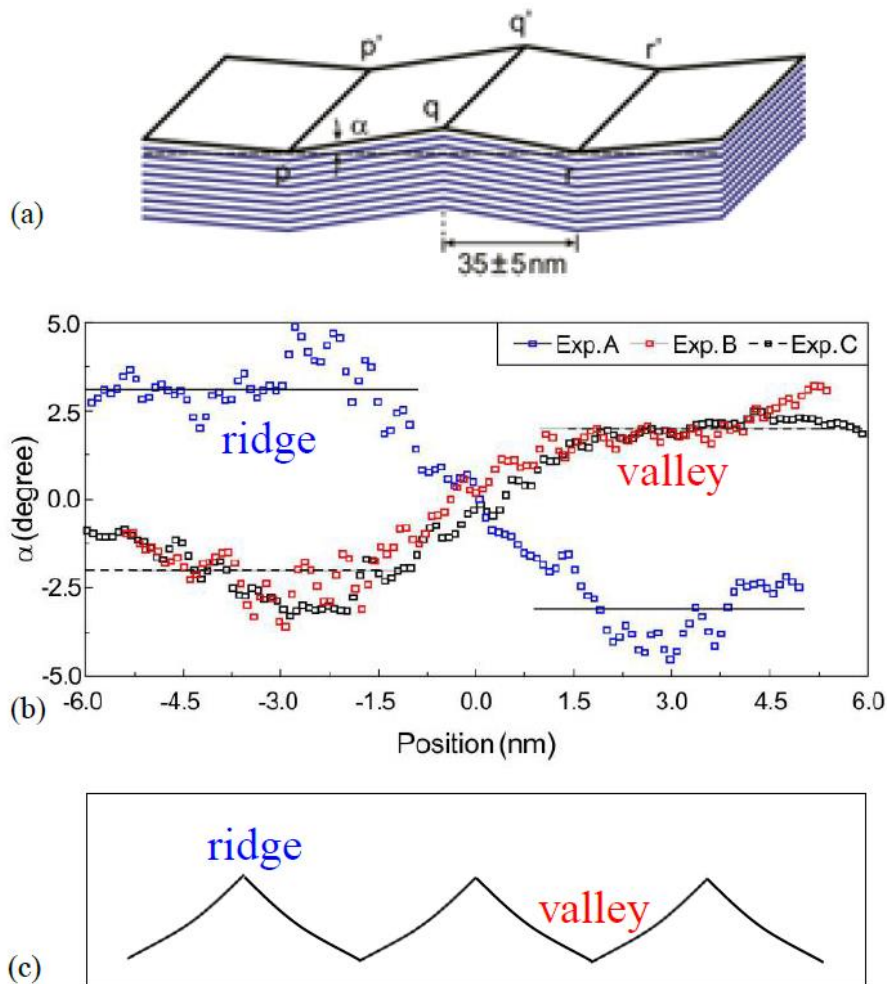 p' q' r'
q
α
p r
(a)
35±5nm
5.0
Exp.A Exp.B Exp.C
2.5
ridge
valley
0.0
α (degree)
-2.5
-5.0
-6.0 -4.5 -3.0 -1.5 0.0 1.5 3.0 4.5 6.0
(b)
Position (nm)
ridge
valley
(c)